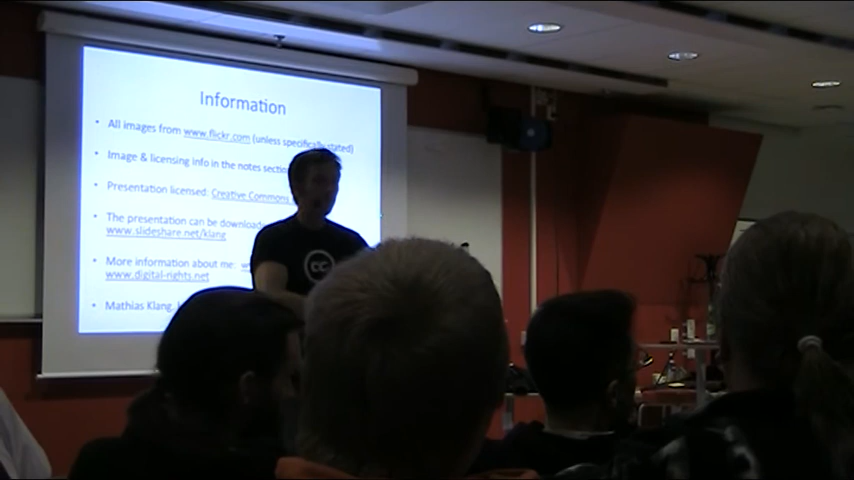 Information
• All images from www.flickr.com (unless specifically stated)
• Image & licensing info in the notes section
• Presentation licensed: Creative Commons
• The presentation can be
www.slideshare.net/klang
• More information about me:
www.digital-rights.net
• Mathias Klang
cc